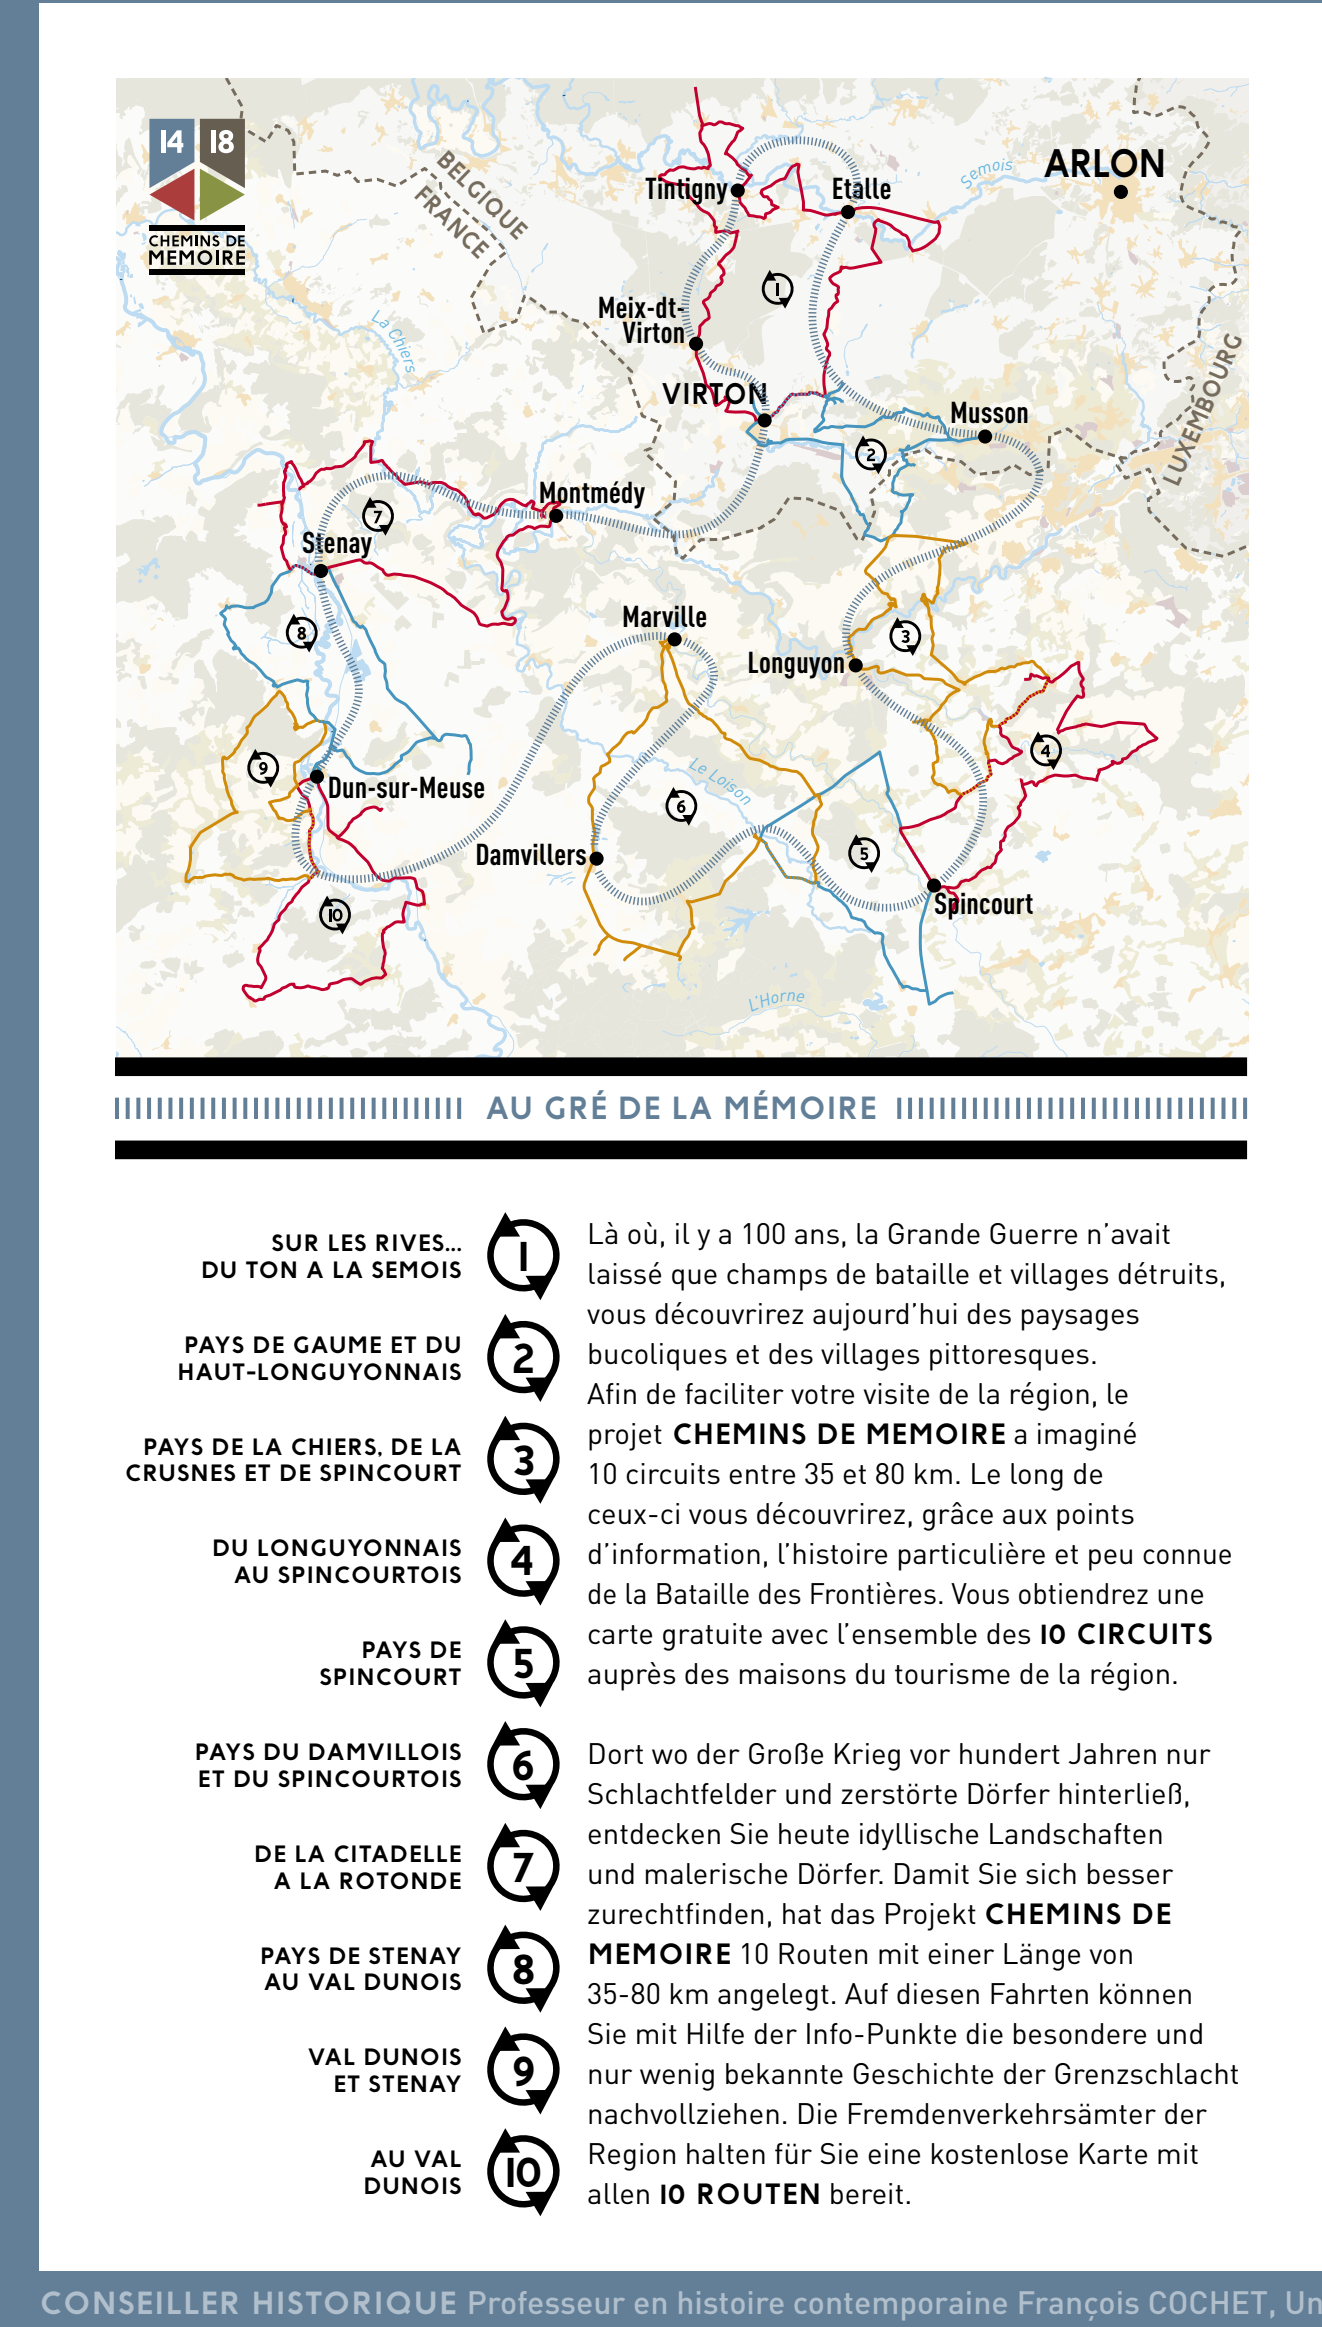 14 18
CHEMINS DE
MEMOIRE
BELGIQUE
FRANCE
LUXEMBOURG
ARLON
Semois
Tintigny
Etalle
1
Meix-dt-
Virton
VIRTON
La Chiers
Musson
2
Montmédy
7
Stenay
8
Marville
Longuyon
3
4
9
Dun-sur-Meuse
Le Loison
6
Damvillers
5
Spincourt
10
L'Horne
AU GRÉ DE LA MÉMOIRE
SUR LES RIVES...
DU TON A LA SEMOIS
1
PAYS DE GAUME ET DU
HAUT-LONGUYONNAIS
2
PAYS DE LA CHIERS, DE LA
CRUSNES ET DE SPINCOURT
3
DU LONGUYONNAIS
AU SPINCOURTOIS
4
PAYS DE
SPINCOURT
5
PAYS DU DAMVILLOIS
ET DU SPINCOURTOIS
6
DE LA CITADELLE
A LA ROTONDE
7
PAYS DE STENAY
AU VAL DUNOIS
8
VAL DUNOIS
ET STENAY
9
AU VAL
DUNOIS
10
Là où, il y a 100 ans, la Grande Guerre n'avait
laissé que champs de bataille et villages détruits,
vous découvrirez aujourd'hui des paysages
bucoliques et des villages pittoresques.
Afin de faciliter votre visite de la région, le
projet CHEMINS DE MEMOIRE a imaginé
10 circuits entre 35 et 80 km. Le long de
ceux-ci vous découvrirez, grâce aux points
d'information, l'histoire particulière et peu connue
de la Bataille des Frontières. Vous obtiendrez une
carte gratuite avec l'ensemble des 10 CIRCUITS
auprès des maisons du tourisme de la région.
Dort wo der Große Krieg vor hundert Jahren nur
Schlachtfelder und zerstörte Dörfer hinterließ,
entdecken Sie heute idyllische Landschaften
und malerische Dörfer. Damit Sie sich besser
zurechtfinden, hat das Projekt CHEMINS DE
MEMOIRE 10 Routen mit einer Länge von
35-80 km angelegt. Auf diesen Fahrten können
Sie mit Hilfe der Info-Punkte die besondere und
nur wenig bekannte Geschichte der Grenzschlacht
nachvollziehen. Die Fremdenverkehrsämter der
Region halten für Sie eine kostenlose Karte mit
allen 10 ROUTEN bereit.
CONSEILLER HISTORIQUE Professeur en histoire contemporaine François COCHET, Un